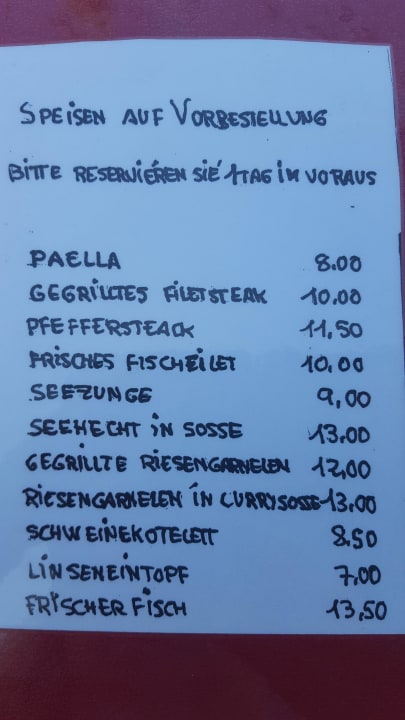 SPEISEN AUF VORBESTELLUNG
BITTE RESERVIEREN SIE 1TAG IM VORAUS
PAELLA 8.00
GEGRILLTES FILETSTEAK 10.00
PFEFFERSTEACK 11,50
FRISCHES FISCHFILET 10,00
SEEZUNGE 9,00
SEEHECHT IN SOSSE 13.00
GEGRILLTE RIESENGARNELEN 12,00
RIESENGARNELEN IN CURRYSOSSE 13,00
SCHWEINEKOTELETT 8.50
LINSENEINTOPF 7.00
FRISCHER FISCH 13,50